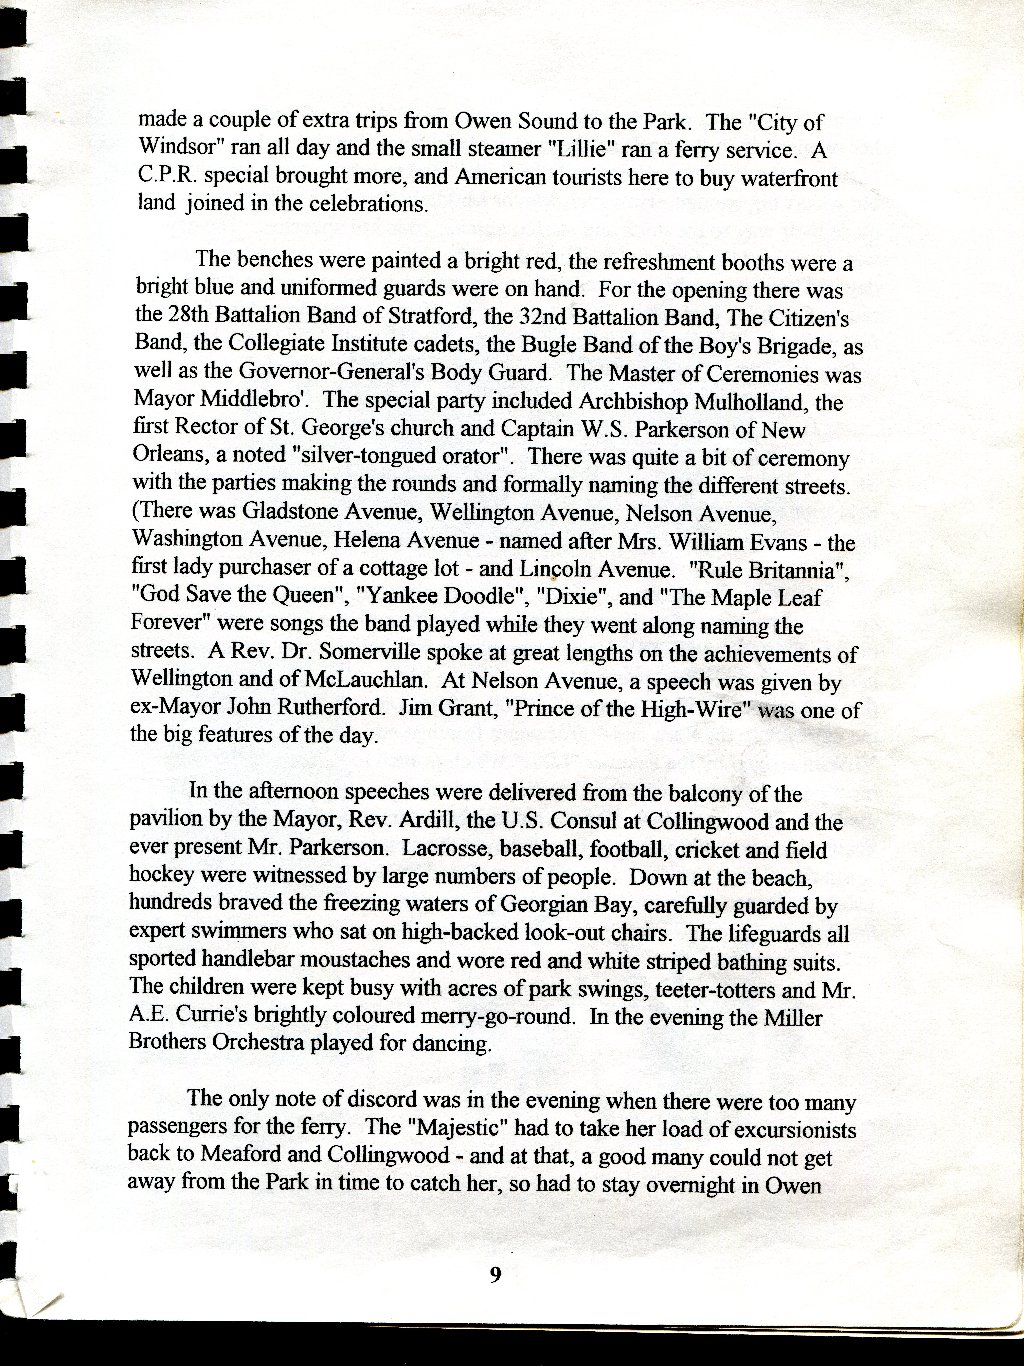 made a couple of extra trips from Owen Sound to the Park.  The "City of
Windsor" ran all day and the small steamer "Lillie" ran a ferry service.  A
C.P.R. special brought more, and American tourists here to buy waterfront
land joined in the celebrations.
The benches were painted a bright red, the refreshment booths were a
bright blue and uniformed guards were on hand.  For the opening there was
the 28th Battalion Band of Stratford, the 32nd Battalion Band, The Citizen's
Band, the Collegiate Institute cadets, the Bugle Band of the Boy's Brigade, as
well as the Governor-General's Body Guard.  The Master of Ceremonies was
Mayor Middlebro'.  The special party included Archbishop Mulholland, the
first Rector of St. George's church and Captain W.S. Parkerson of New
Orleans, a noted "silver-tongued orator".  There was quite a bit of ceremony
with the parties making the rounds and formally naming the different streets.
(There was Gladstone Avenue, Wellington Avenue, Nelson Avenue,
Washington Avenue, Helena Avenue - named after Mrs. William Evans - the
first lady purchaser of a cottage lot - and Lincoln Avenue.  "Rule Britannia",
"God Save the Queen", "Yankee Doodle", "Dixie", and "The Maple Leaf
Forever" were songs the band played while they went along naming the
streets.  A Rev. Dr. Somerville spoke at great lengths on the achievements of
Wellington and of McLauchlan.  At Nelson Avenue, a speech was given by
ex-Mayor John Rutherford.  Jim Grant, "Prince of the High-Wire" was one of
the big features of the day.
In the afternoon speeches were delivered from the balcony of the
pavilion by the Mayor, Rev. Ardill, the U.S. Consul at Collingwood and the
ever present Mr. Parkerson.  Lacrosse, baseball, football, cricket and field
hockey were witnessed by large numbers of people.  Down at the beach,
hundreds braved the freezing waters of Georgian Bay, carefully guarded by
expert swimmers who sat on high-backed look-out chairs.  The lifeguards all
sported handlebar moustaches and wore red and white striped bathing suits.
The children were kept busy with acres of park swings, teeter-totters and Mr.
A.E. Currie's brightly coloured merry-go-round.  In the evening the Miller
Brothers Orchestra played for dancing.
The only note of discord was in the evening when there were too many
passengers for the ferry.  The "Majestic" had to take her load of excursionists
back to Meaford and Collingwood - and at that, a good many could not get
away from the Park in time to catch her, so had to stay overnight in Owen
9